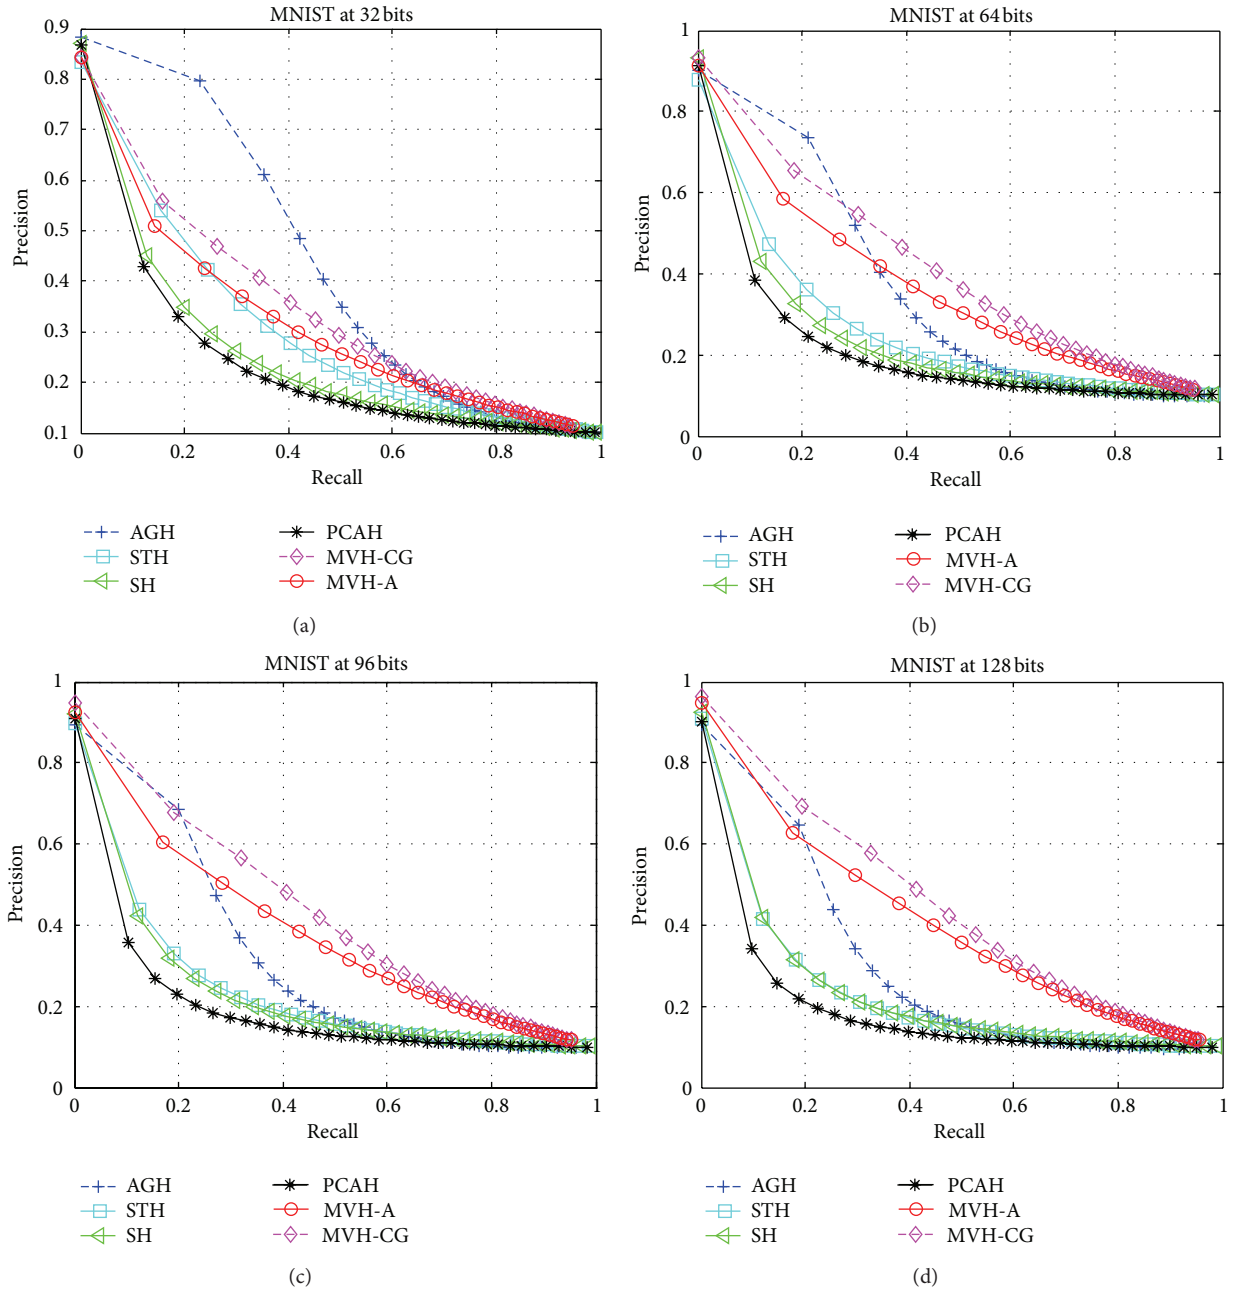 MNIST at 32 bits
Precision
0.9
0.8
0.7
0.6
0.5
0.4
0.3
0.2
0.1
0
0.2
0.4
0.6
0.8
1
Recall
AGH
STH
SH
PCAH
MVH-CG
MVH-A
(a)
MNIST at 64 bits
Precision
1
0.8
0.6
0.4
0.2
0
0
0.2
0.4
0.6
0.8
1
Recall
AGH
STH
SH
PCAH
MVH-A
MVH-CG
(b)
MNIST at 96 bits
Precision
1
0.8
0.6
0.4
0.2
0
0
0.2
0.4
0.6
0.8
1
Recall
AGH
STH
SH
PCAH
MVH-A
MVH-CG
(c)
MNIST at 128 bits
Precision
1
0.8
0.6
0.4
0.2
0
0
0.2
0.4
0.6
0.8
1
Recall
AGH
STH
SH
PCAH
MVH-A
MVH-CG
(d)